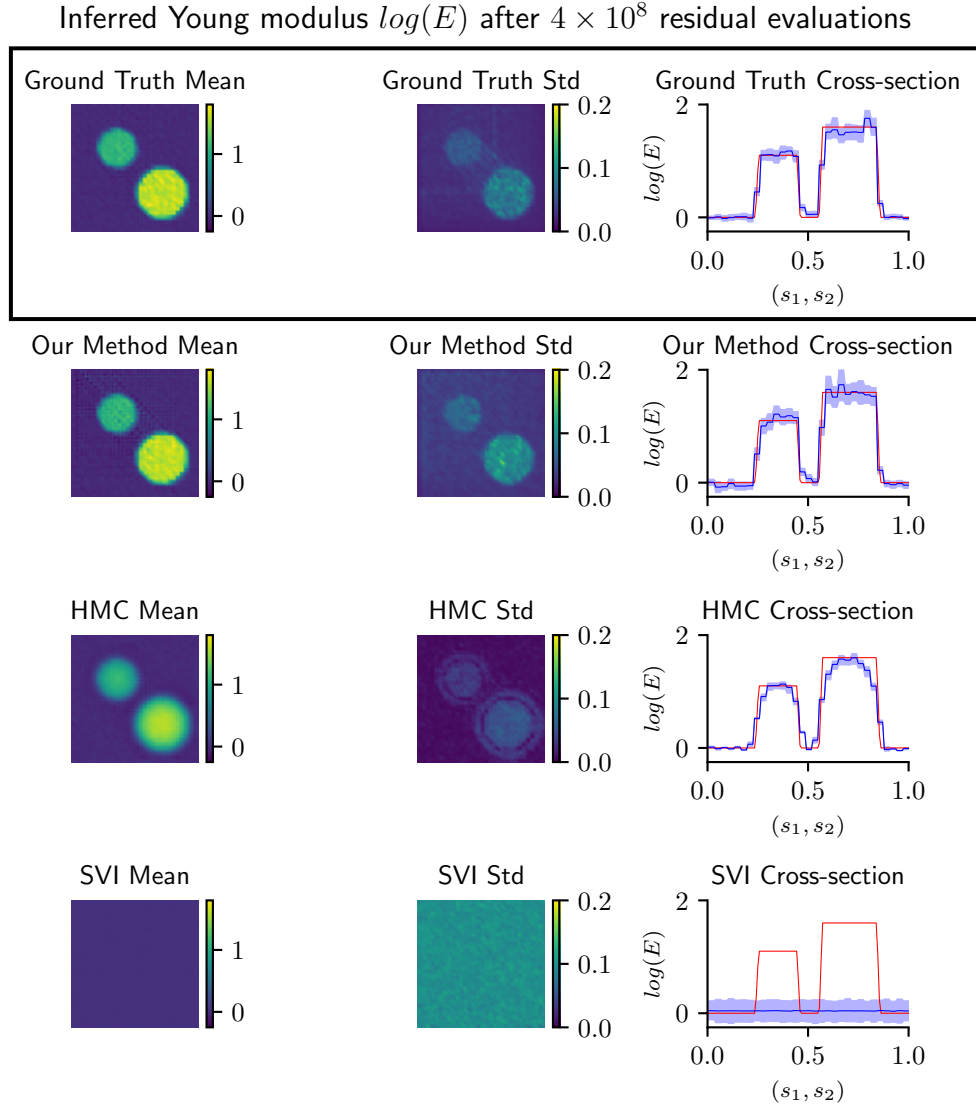 Inferred Young modulus log(E) after 4 × 10⁸ residual evaluations
Ground Truth Mean
1
0
Ground Truth Std
0.2
0.1
0.0
Ground Truth Cross-section
log(E)
2
0
0.0 0.5 1.0
(s₁, s₂)
Our Method Mean
1
0
Our Method Std
0.2
0.1
0.0
Our Method Cross-section
log(E)
2
0
0.0 0.5 1.0
(s₁, s₂)
HMC Mean
1
0
HMC Std
0.2
0.1
0.0
HMC Cross-section
log(E)
2
0
0.0 0.5 1.0
(s₁, s₂)
SVI Mean
1
0
SVI Std
0.2
0.1
0.0
SVI Cross-section
log(E)
2
0
0.0 0.5 1.0
(s₁, s₂)